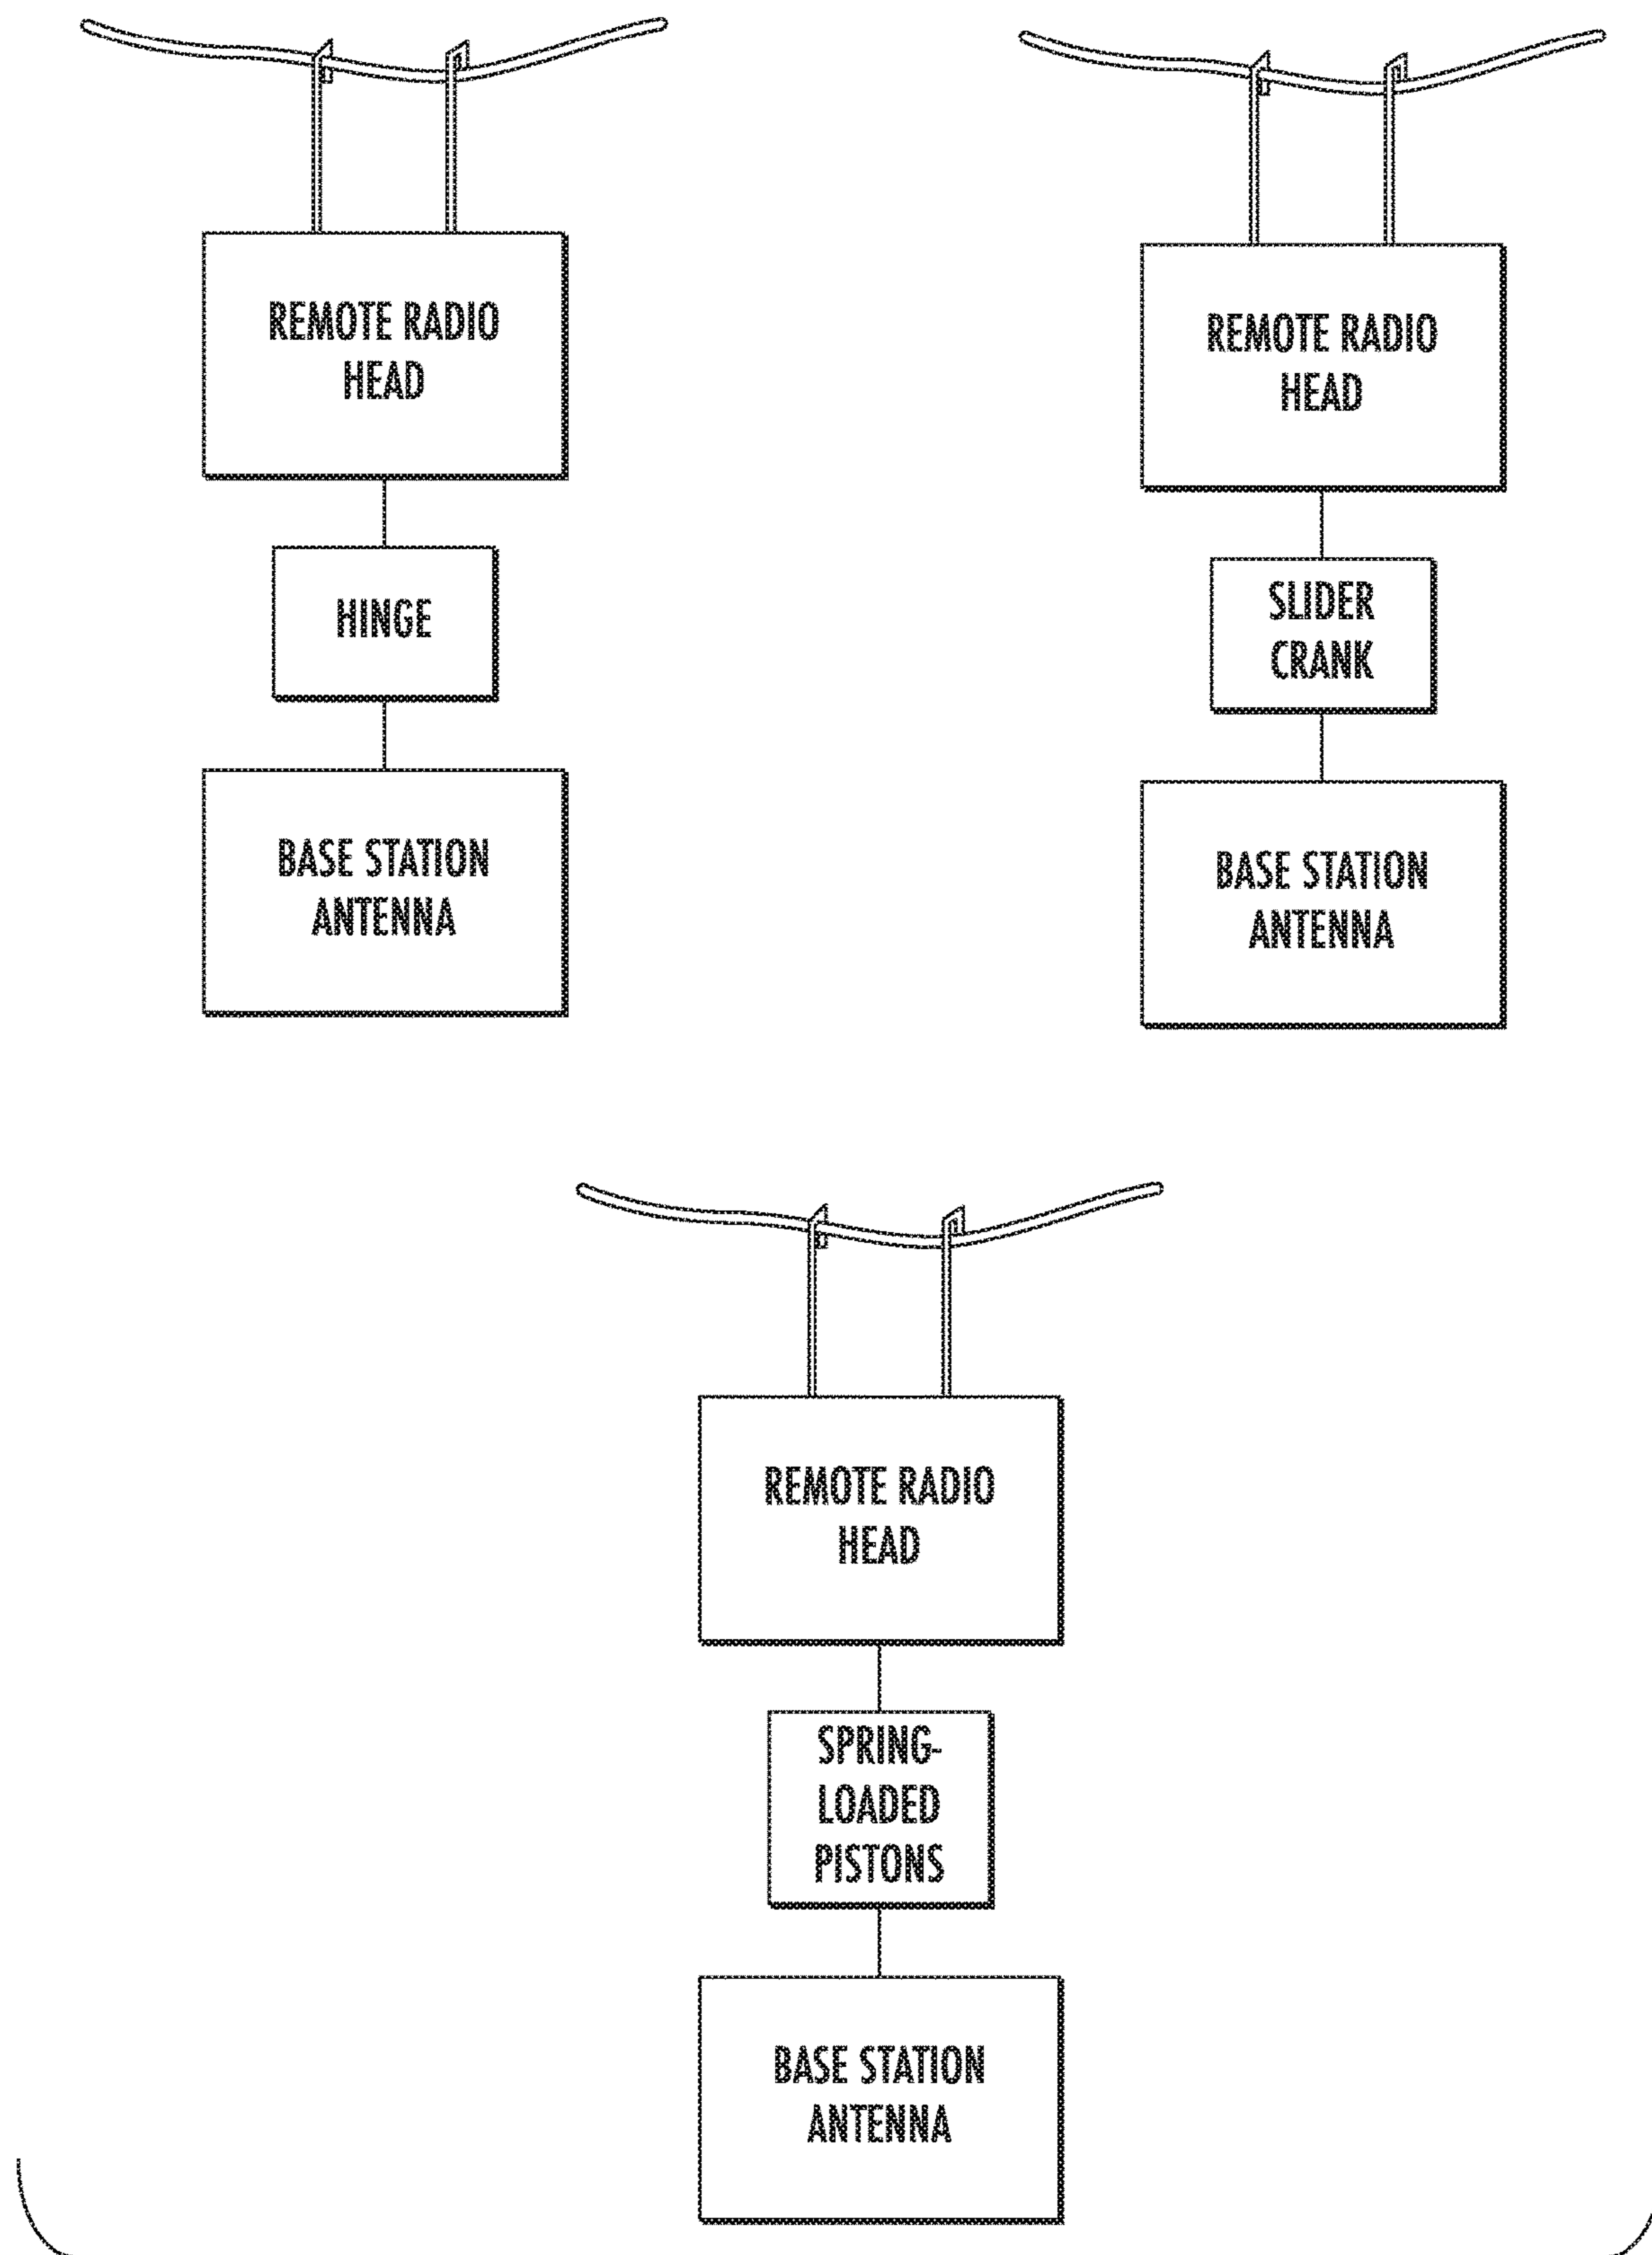 REMOTE RADIO
HEAD
HINGE
BASE STATION
ANTENNA
REMOTE RADIO
HEAD
SLIDER
CRANK
BASE STATION
ANTENNA
REMOTE RADIO
HEAD
SPRING-
LOADED
PISTONS
BASE STATION
ANTENNA